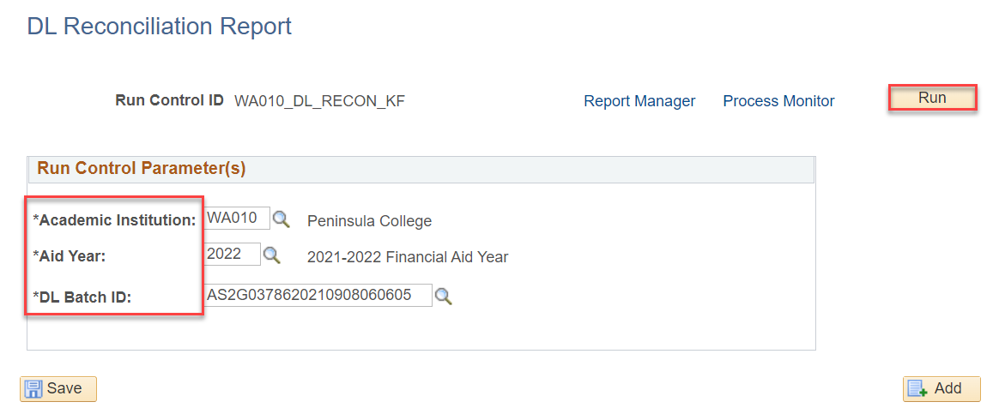 DL Reconciliation Report
Run Control ID WA010_DL_RECON_KF Report Manager Process Monitor Run
Run Control Parameter(s)
*Academic Institution: WA010 Peninsula College
*Aid Year: 2022 2021-2022 Financial Aid Year
*DL Batch ID: AS2G0378620210908060605
Save Add